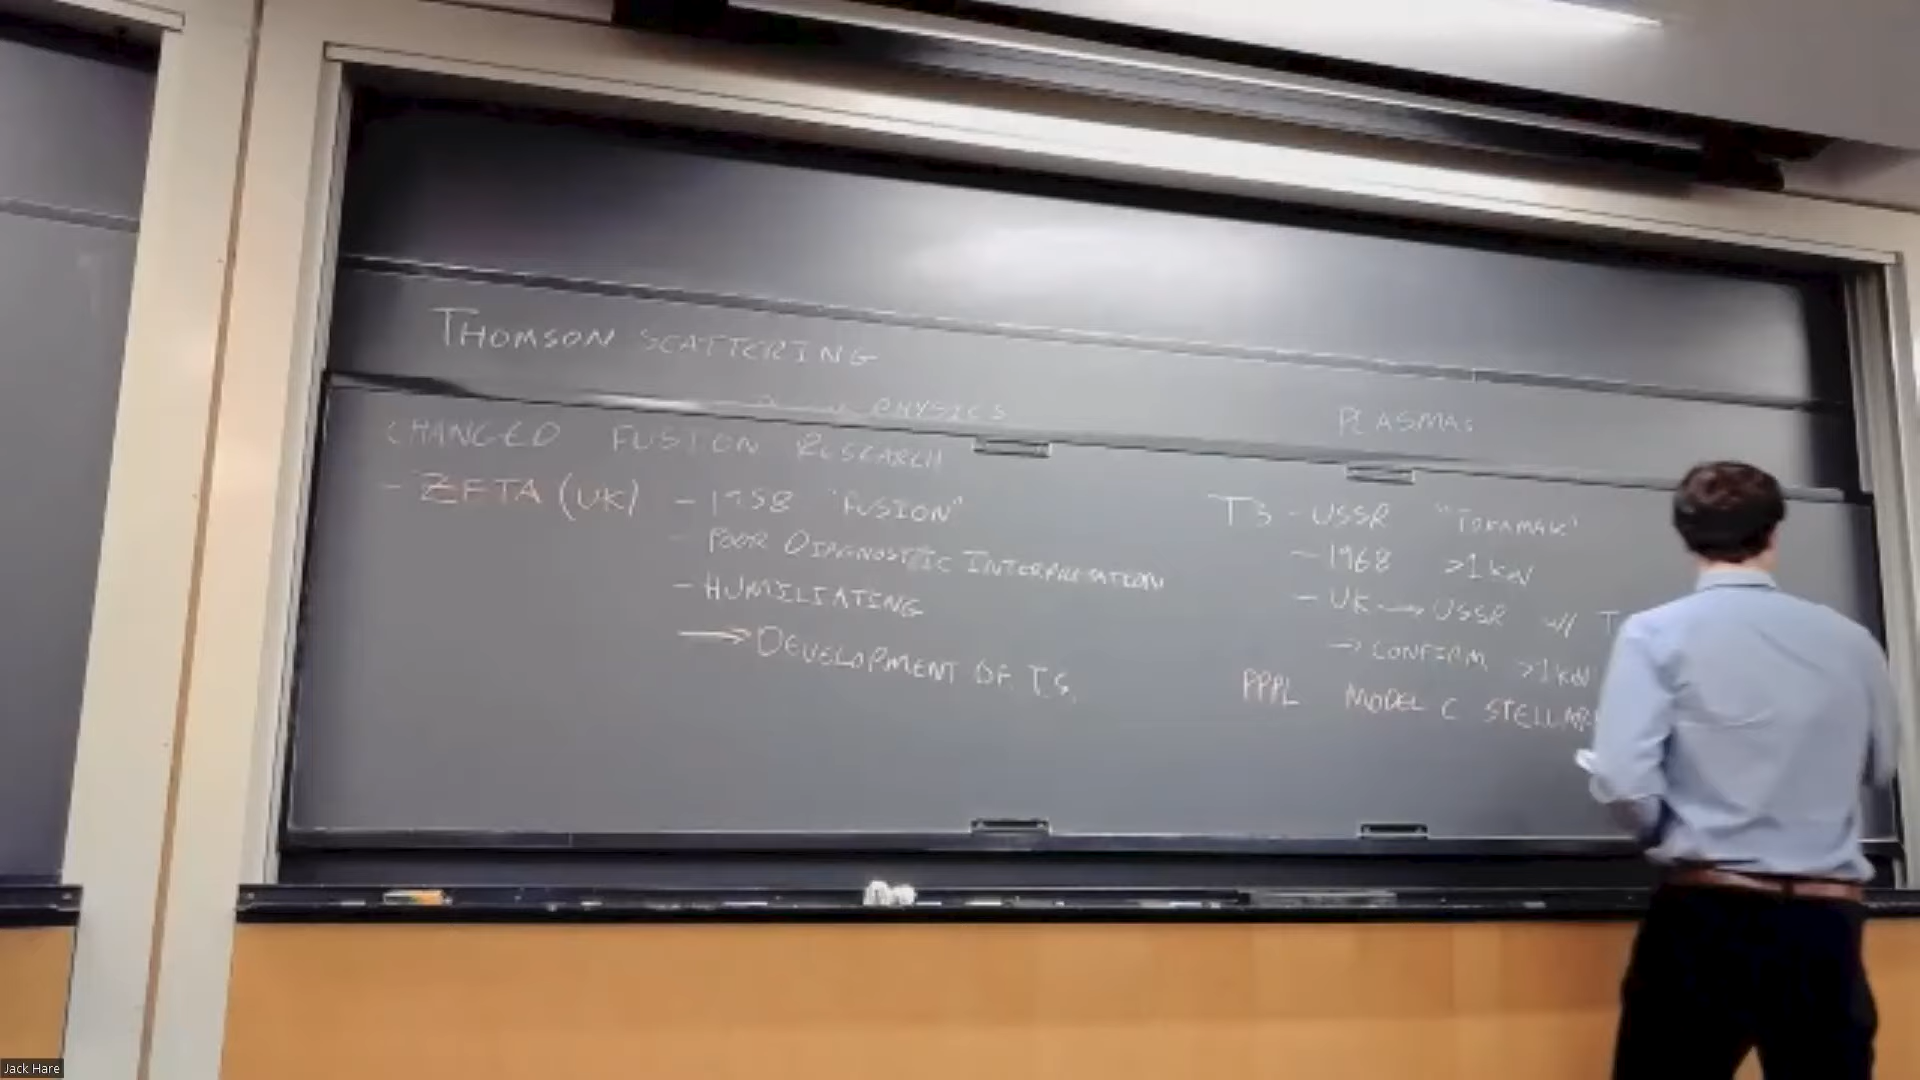 THOMSON SCATTERING
PHYSICS
PLASMAS
CHANGED FUSION RESEARCH
- ZETA (UK) - 1958 "FUSION"
- POOR DIAGNOSTIC INTERPRETATION
- HUMILIATING
→ DEVELOPMENT OF T.S.
T3 - USSR "TOKAMAK"
- 1968 >1 keV
- UK → USSR w/ T
→ CONFIRM >1 keV
PPPL MODEL C STELLAR
Jack Hare